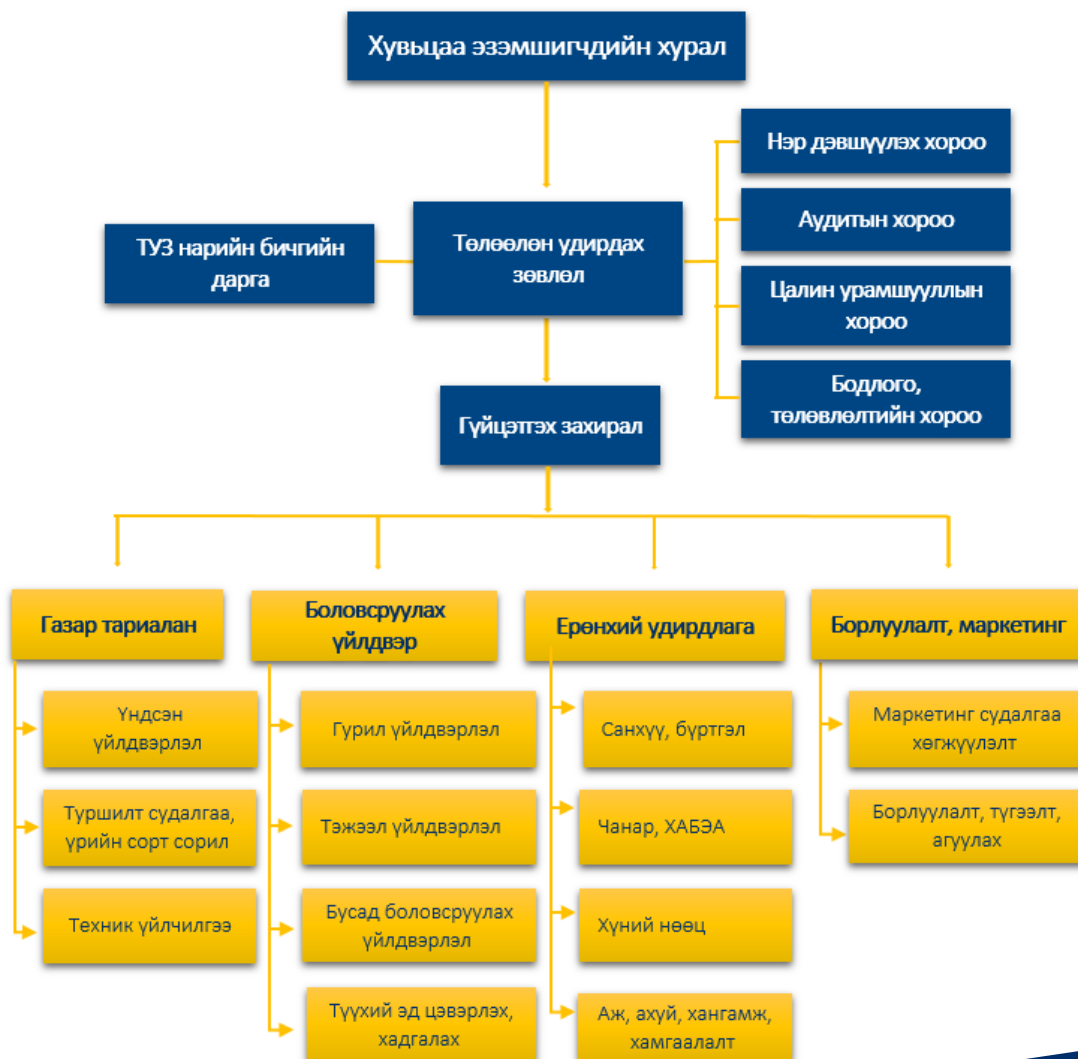 Хувьцаа эзэмшигчдийн хурал
Нэр дэвшүүлэх хороо
Аудитын хороо
ТУЗ нарийн бичгийн
дарга
Төлөөлөн удирдах
зөвлөл
Цалин урамшууллын
хороо
Бодлого,
төлөвлөлтийн хороо
Гүйцэтгэх захирал
Газар тариалан
Үндсэн
үйлдвэрлэл
Туршилт судалгаа,
үрийн сорт сорил
Техник үйлчилгээ
Боловсруулах
үйлдвэр
Гурил үйлдвэрлэл
Тэжээл үйлдвэрлэл
Бусад боловсруулах
үйлдвэрлэл
Түүхий эд цэвэрлэх,
хадгалах
Ерөнхий удирдлага
Санхүү, бүртгэл
Чанар, ХАБЭА
Хүний нөөц
Аж, ахуй, хангамж,
хамгаалалт
Борлуулалт, маркетинг
Маркетинг судалгаа
хөгжүүлэлт
Борлуулалт, түгээлт,
агуулах